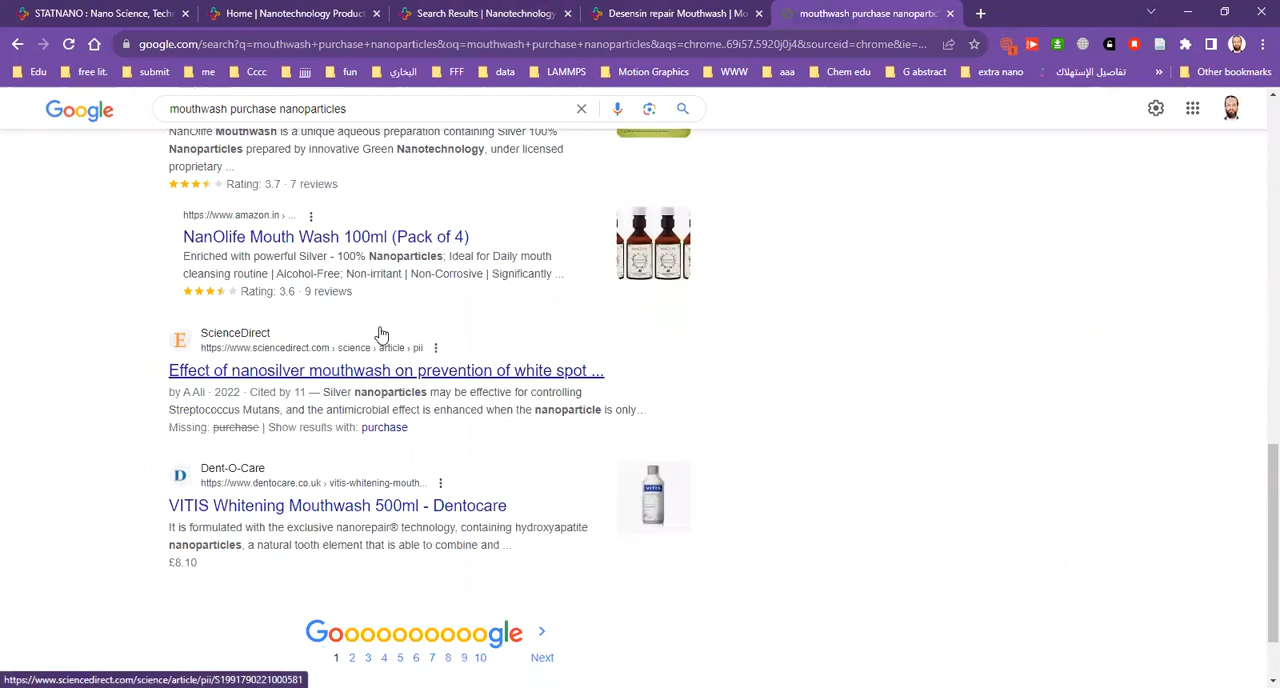 STATNANO : Nano Science, Techn
Home | Nanotechnology Product
Search Results | Nanotechnology
Desensin repair Mouthwash | Mo
mouthwash purchase nanopartic
google.com/search?q=mouthwash+purchase+nanoparticles&oq=mouthwash+purchase+nanoparticles&aqs=chrome..69i57.5920j0j4&sourceid=chrome&ie=...
Edu
free lit.
submit
me
Cccc
jjjjj
fun
البخاري
FFF
data
LAMMPS
Motion Graphics
WWW
aaa
Chem edu
G abstract
extra nano
تفاصيل الإستهلاك
»
Other bookmarks
Google
mouthwash purchase nanoparticles
NanOlife Mouthwash is a unique aqueous preparation containing Silver 100%
Nanoparticles prepared by innovative Green Nanotechnology, under licensed
proprietary ...
Rating: 3.7 · 7 reviews
https://www.amazon.in › ...
NanOlife Mouth Wash 100ml (Pack of 4)
Enriched with powerful Silver - 100% Nanoparticles; Ideal for Daily mouth
cleansing routine | Alcohol-Free; Non-irritant | Non-Corrosive | Significantly ...
Rating: 3.6 · 9 reviews
E
ScienceDirect
https://www.sciencedirect.com › science › article › pii
Effect of nanosilver mouthwash on prevention of white spot ...
by A Ali · 2022 · Cited by 11 — Silver nanoparticles may be effective for controlling
Streptococcus Mutans, and the antimicrobial effect is enhanced when the nanoparticle is only...
Missing: purchase | Show results with: purchase
D
Dent-O-Care
https://www.dentocare.co.uk › vitis-whitening-mouth...
VITIS Whitening Mouthwash 500ml - Dentocare
It is formulated with the exclusive nanorepair® technology, containing hydroxyapatite
nanoparticles, a natural tooth element that is able to combine and ...
£8.10
VITIS
Goooooooooogle
1 2 3 4 5 6 7 8 9 10 Next
https://www.sciencedirect.com/science/article/pii/S1991790221000581